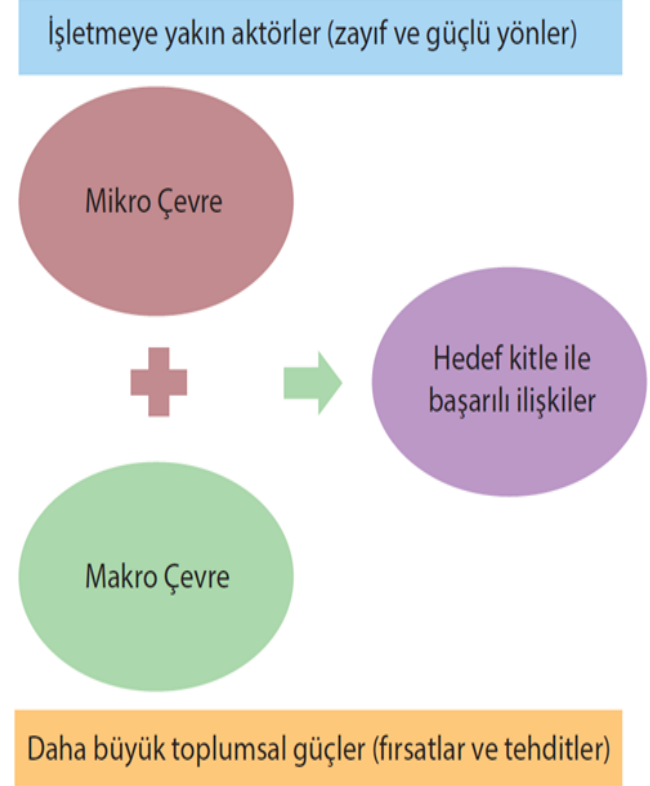 İşletmeye yakın aktörler (zayıf ve güçlü yönler)
Mikro Çevre
Hedef kitle ile
başarılı ilişkiler
Makro Çevre
Daha büyük toplumsal güçler (fırsatlar ve tehditler)